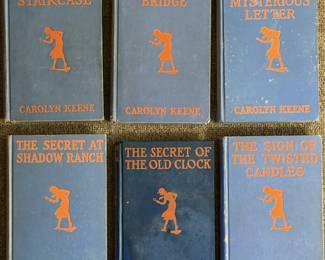 STAIRCASE
CAROLYN KEENE
BRIDGE
CAROLYN KEENE
MYSTERIOUS
LETTER
CAROLYN KEENE
THE SECRET AT
SHADOW RANCH
THE SECRET OF
THE OLD CLOCK
THE SIGN OF
THE TWISTED
CANDLES